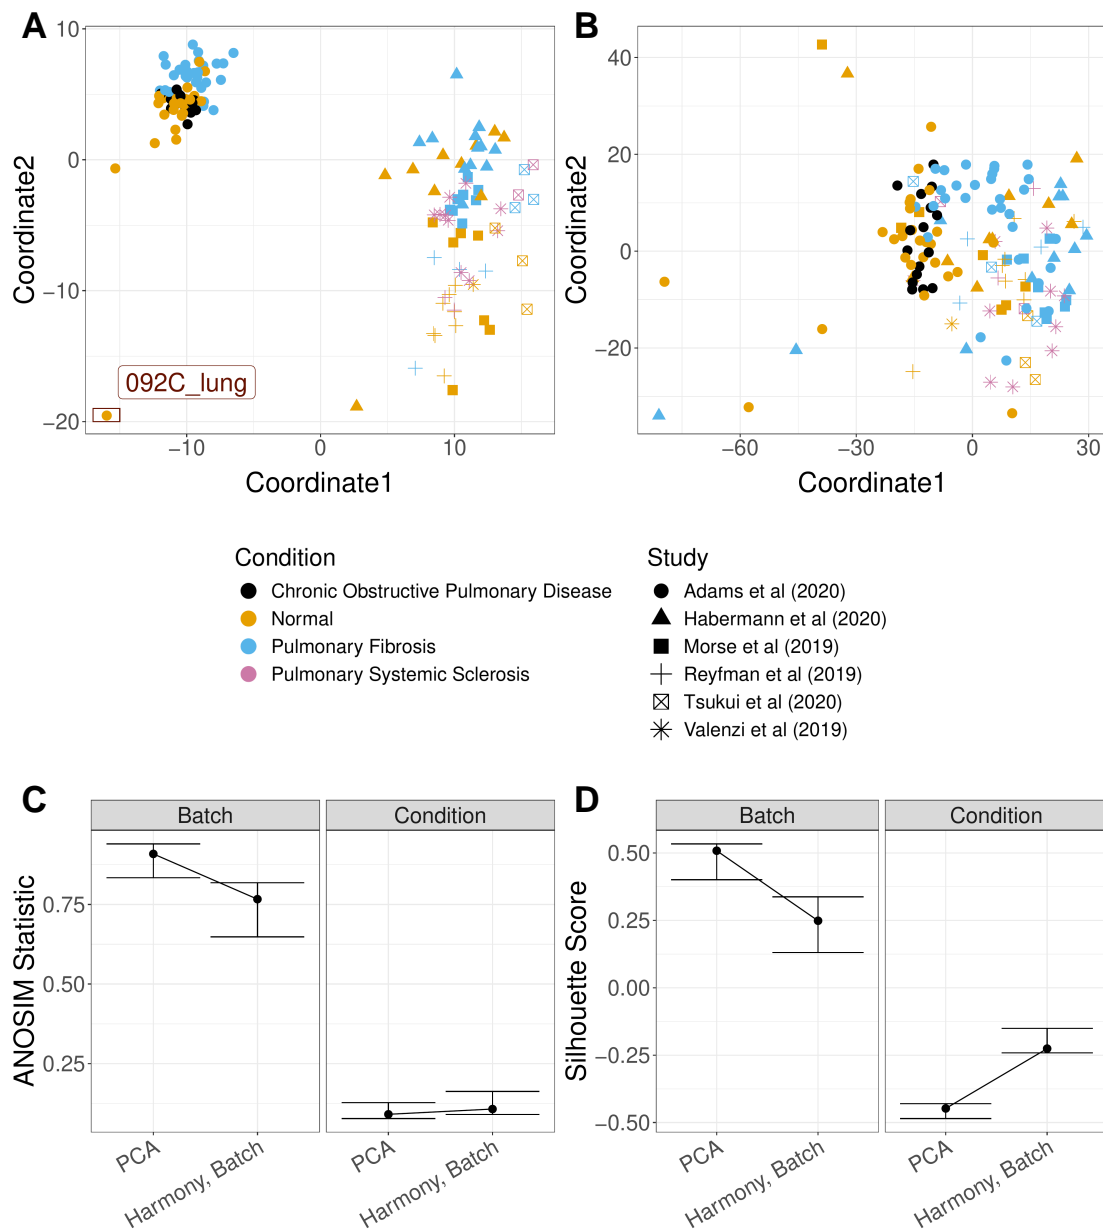 A
B
10
0
−10
−20
Coordinate2
092C_lung
−10
0
10
Coordinate1
40
20
0
−20
Coordinate2
−60
−30
0
30
Coordinate1
Condition
Chronic Obstructive Pulmonary Disease
Normal
Pulmonary Fibrosis
Pulmonary Systemic Sclerosis
Study
Adams et al (2020)
Habermann et al (2020)
Morse et al (2019)
Reyfman et al (2019)
Tsukui et al (2020)
Valenzi et al (2019)
C
Batch
Condition
0.75
0.50
0.25
ANOSIM Statistic
PCA
Harmony, Batch
PCA
Harmony, Batch
D
Batch
Condition
0.50
0.25
0.00
−0.25
−0.50
Silhouette Score
PCA
Harmony, Batch
PCA
Harmony, Batch